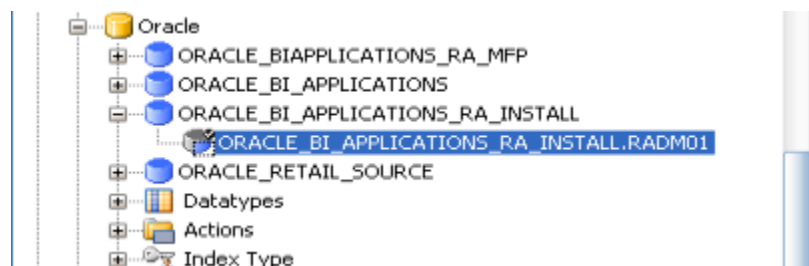 Oracle
ORACLE_BIAPPLICATIONS_RA_MFP
ORACLE_BI_APPLICATIONS
ORACLE_BI_APPLICATIONS_RA_INSTALL
ORACLE_BI_APPLICATIONS_RA_INSTALL.RADM01
ORACLE_RETAIL_SOURCE
Datatypes
Actions
Index Type